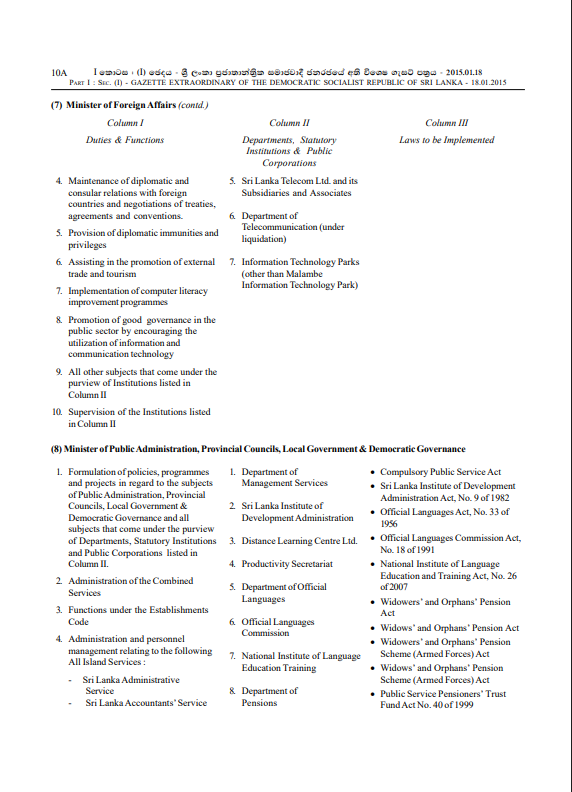 10A I කොටස : (I) ඡෙදය - ශ්‍රී ලංකා ප්‍රජාතාන්ත්‍රික සමාජවාදී ජනරජයේ අති විශෙෂ ගැසට් පත්‍රය - 2015.01.18
PART I : SEC. (I) - GAZETTE EXTRAORDINARY OF THE DEMOCRATIC SOCIALIST REPUBLIC OF SRI LANKA - 18.01.2015
(7) Minister of Foreign Affairs (contd.)
Column I
Duties & Functions
4. Maintenance of diplomatic and
consular relations with foreign
countries and negotiations of treaties,
agreements and conventions.
5. Provision of diplomatic immunities and
privileges
6. Assisting in the promotion of external
trade and tourism
7. Implementation of computer literacy
improvement programmes
8. Promotion of good governance in the
public sector by encouraging the
utilization of information and
communication technology
9. All other subjects that come under the
purview of Institutions listed in
Column II
10. Supervision of the Institutions listed
in Column II
Column II
Departments, Statutory
Institutions & Public
Corporations
5. Sri Lanka Telecom Ltd. and its
Subsidiaries and Associates
6. Department of
Telecommunication (under
liquidation)
7. Information Technology Parks
(other than Malambe
Information Technology Park)
Column III
Laws to be Implemented
(8) Minister of Public Administration, Provincial Councils, Local Government & Democratic Governance
1. Formulation of policies, programmes
and projects in regard to the subjects
of Public Administration, Provincial
Councils, Local Government &
Democratic Governance and all
subjects that come under the purview
of Departments, Statutory Institutions
and Public Corporations listed in
Column II.
2. Administration of the Combined
Services
3. Functions under the Establishments
Code
4. Administration and personnel
management relating to the following
All Island Services :
- Sri Lanka Administrative
Service
- Sri Lanka Accountants' Service
1. Department of
Management Services
2. Sri Lanka Institute of
Development Administration
3. Distance Learning Centre Ltd.
4. Productivity Secretariat
5. Department of Official
Languages
6. Official Languages
Commission
7. National Institute of Language
Education Training
8. Department of
Pensions
• Compulsory Public Service Act
• Sri Lanka Institute of Development
Administration Act, No. 9 of 1982
• Official Languages Act, No. 33 of
1956
• Official Languages Commission Act,
No. 18 of 1991
• National Institute of Language
Education and Training Act, No. 26
of 2007
• Widowers' and Orphans' Pension
Act
• Widows' and Orphans' Pension Act
• Widowers' and Orphans' Pension
Scheme (Armed Forces) Act
• Widows' and Orphans' Pension
Scheme (Armed Forces) Act
• Public Service Pensioners' Trust
Fund Act No. 40 of 1999